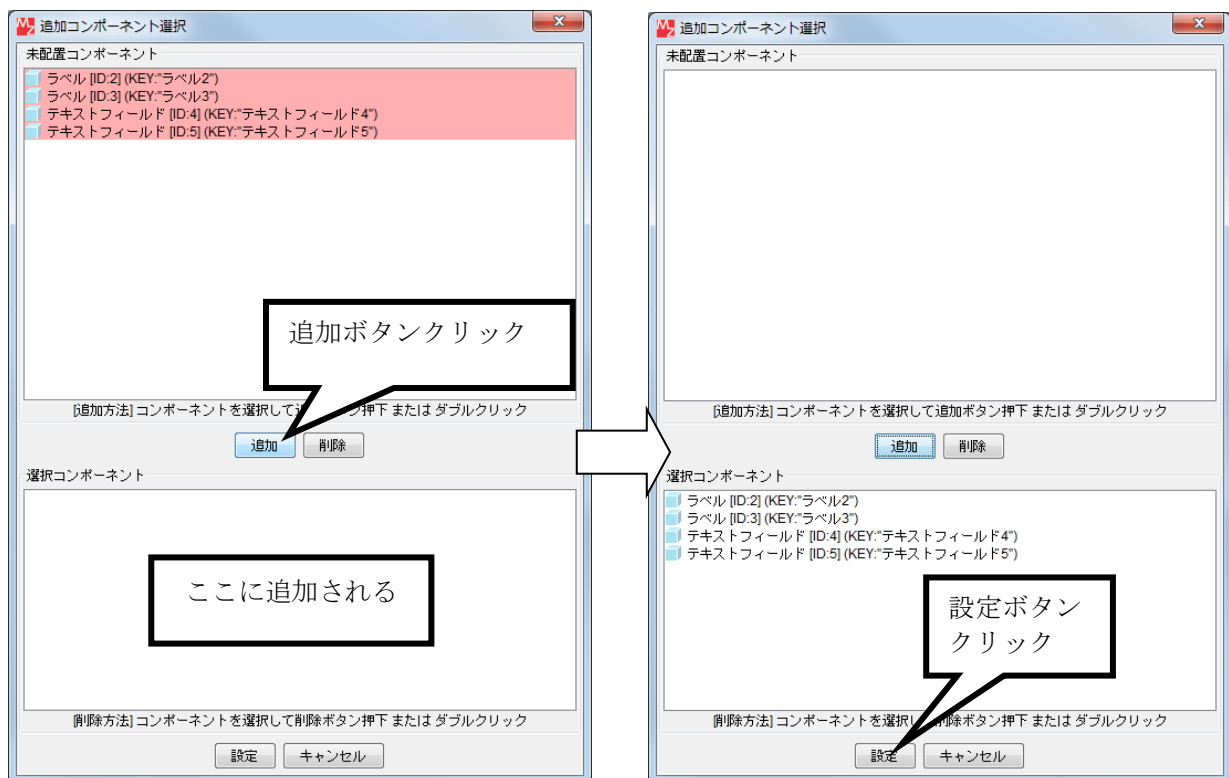 追加コンポーネント選択
未配置コンポーネント
ラベル [ID:2] (KEY:"ラベル2")
ラベル [ID:3] (KEY:"ラベル3")
テキストフィールド [ID:4] (KEY:"テキストフィールド4")
テキストフィールド [ID:5] (KEY:"テキストフィールド5")
追加ボタンクリック
[追加方法] コンポーネントを選択して追 ン押下 または ダブルクリック
追加 削除
選択コンポーネント
ここに追加される
[削除方法] コンポーネントを選択して削除ボタン押下 または ダブルクリック
設定 キャンセル
追加コンポーネント選択
未配置コンポーネント
[追加方法] コンポーネントを選択して追加ボタン押下 または ダブルクリック
追加 削除
選択コンポーネント
ラベル [ID:2] (KEY:"ラベル2")
ラベル [ID:3] (KEY:"ラベル3")
テキストフィールド [ID:4] (KEY:"テキストフィールド4")
テキストフィールド [ID:5] (KEY:"テキストフィールド5")
設定ボタン
クリック
[削除方法] コンポーネントを選択し 削除ボタン押下 または ダブルクリック
設定 キャンセル